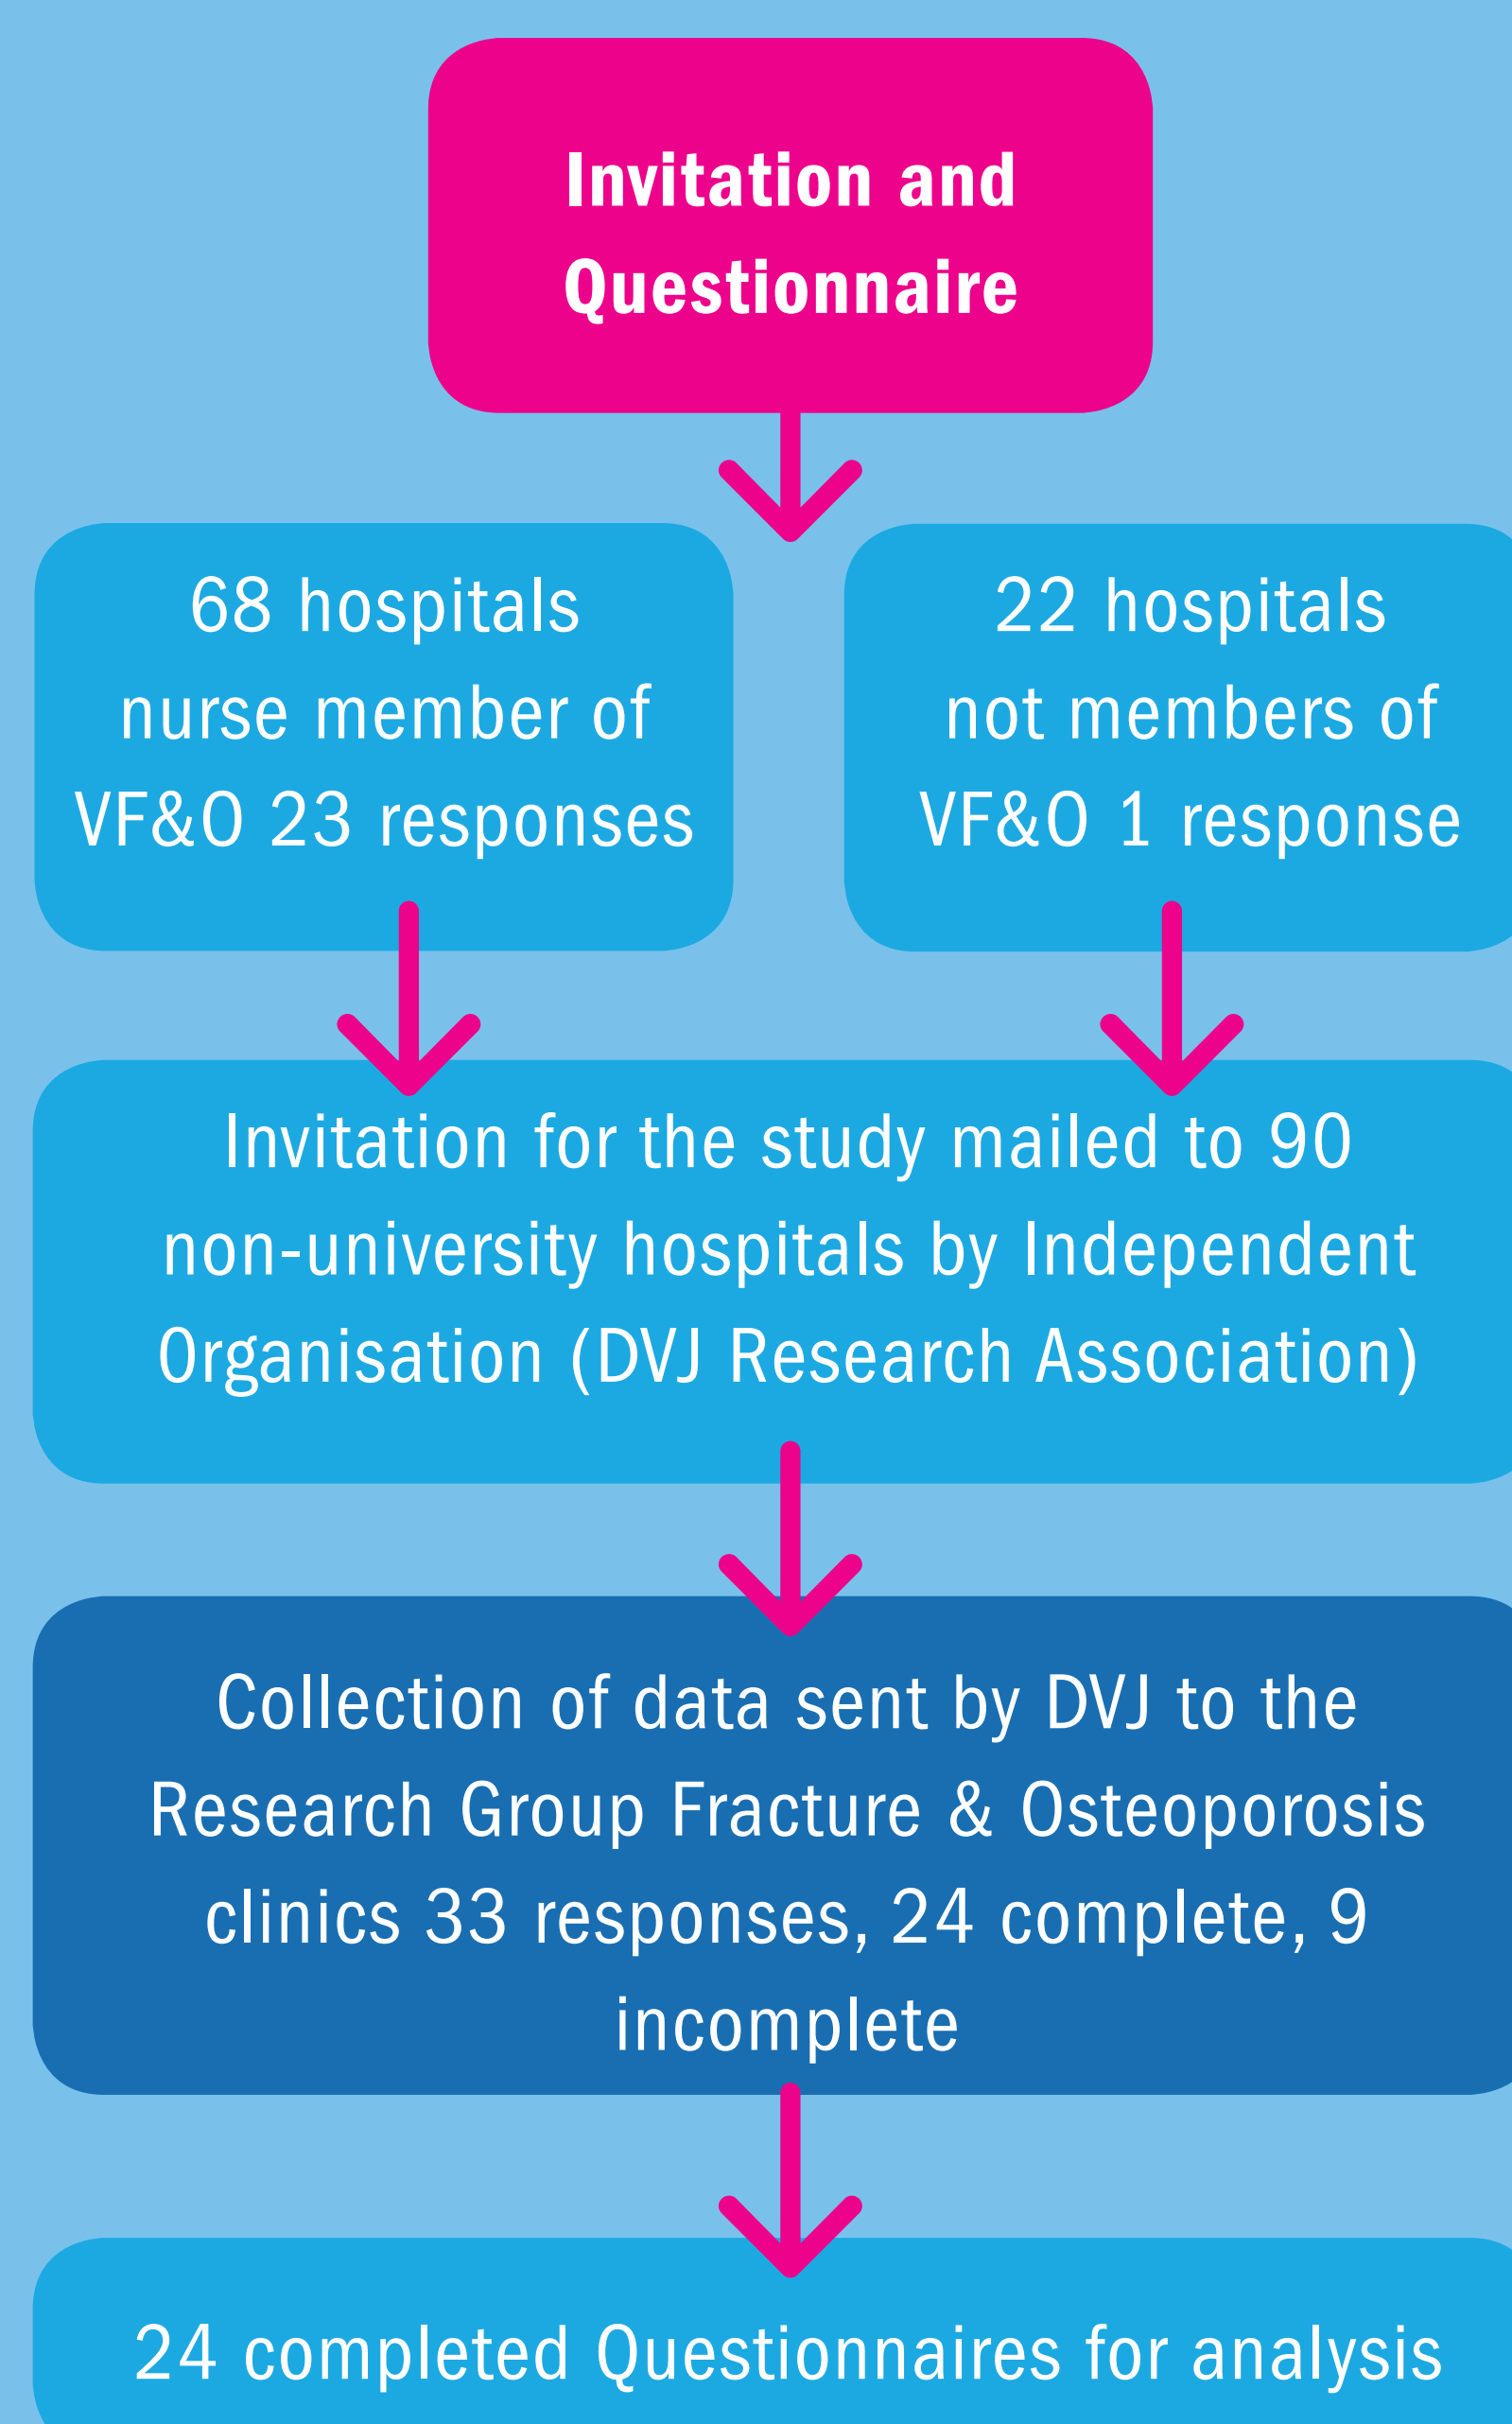 Invitation and
Questionnaire
68 hospitals
nurse member of
VF&O 23 responses
22 hospitals
not members of
VF&O 1 response
Invitation for the study mailed to 90
non-university hospitals by Independent
Organisation (DVJ Research Association)
Collection of data sent by DVJ to the
Research Group Fracture & Osteoporosis
clinics 33 responses, 24 complete, 9
incomplete
24 completed Questionnaires for analysis